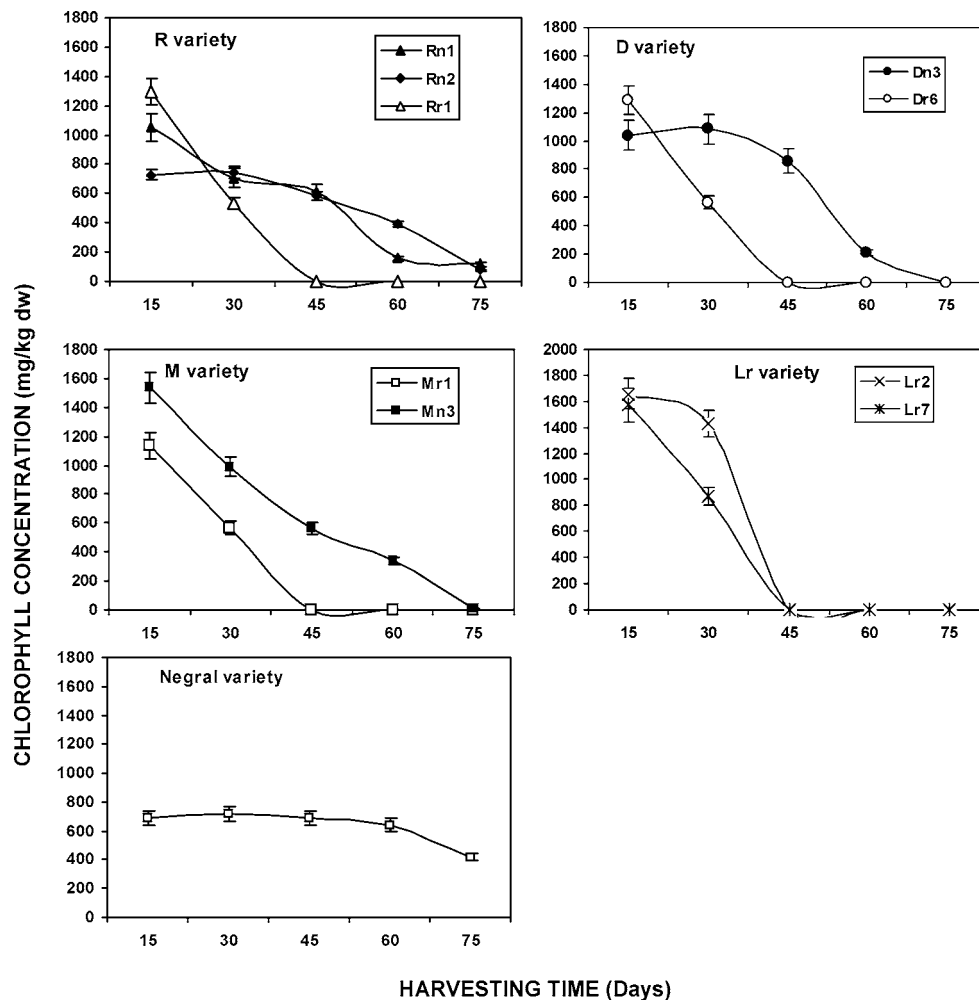 CHLOROPHYLL CONCENTRATION (mg/kg dw)
R variety
Rn1
Rn2
Rr1
1800
1600
1400
1200
1000
800
600
400
200
0
15 30 45 60 75
D variety
Dn3
Dr6
1800
1600
1400
1200
1000
800
600
400
200
0
15 30 45 60 75
M variety
Mr1
Mn3
1800
1600
1400
1200
1000
800
600
400
200
0
15 30 45 60 75
Lr variety
Lr2
Lr7
2000
1800
1600
1400
1200
1000
800
600
400
200
0
15 30 45 60 75
Negral variety
1800
1600
1400
1200
1000
800
600
400
200
0
15 30 45 60 75
HARVESTING TIME (Days)